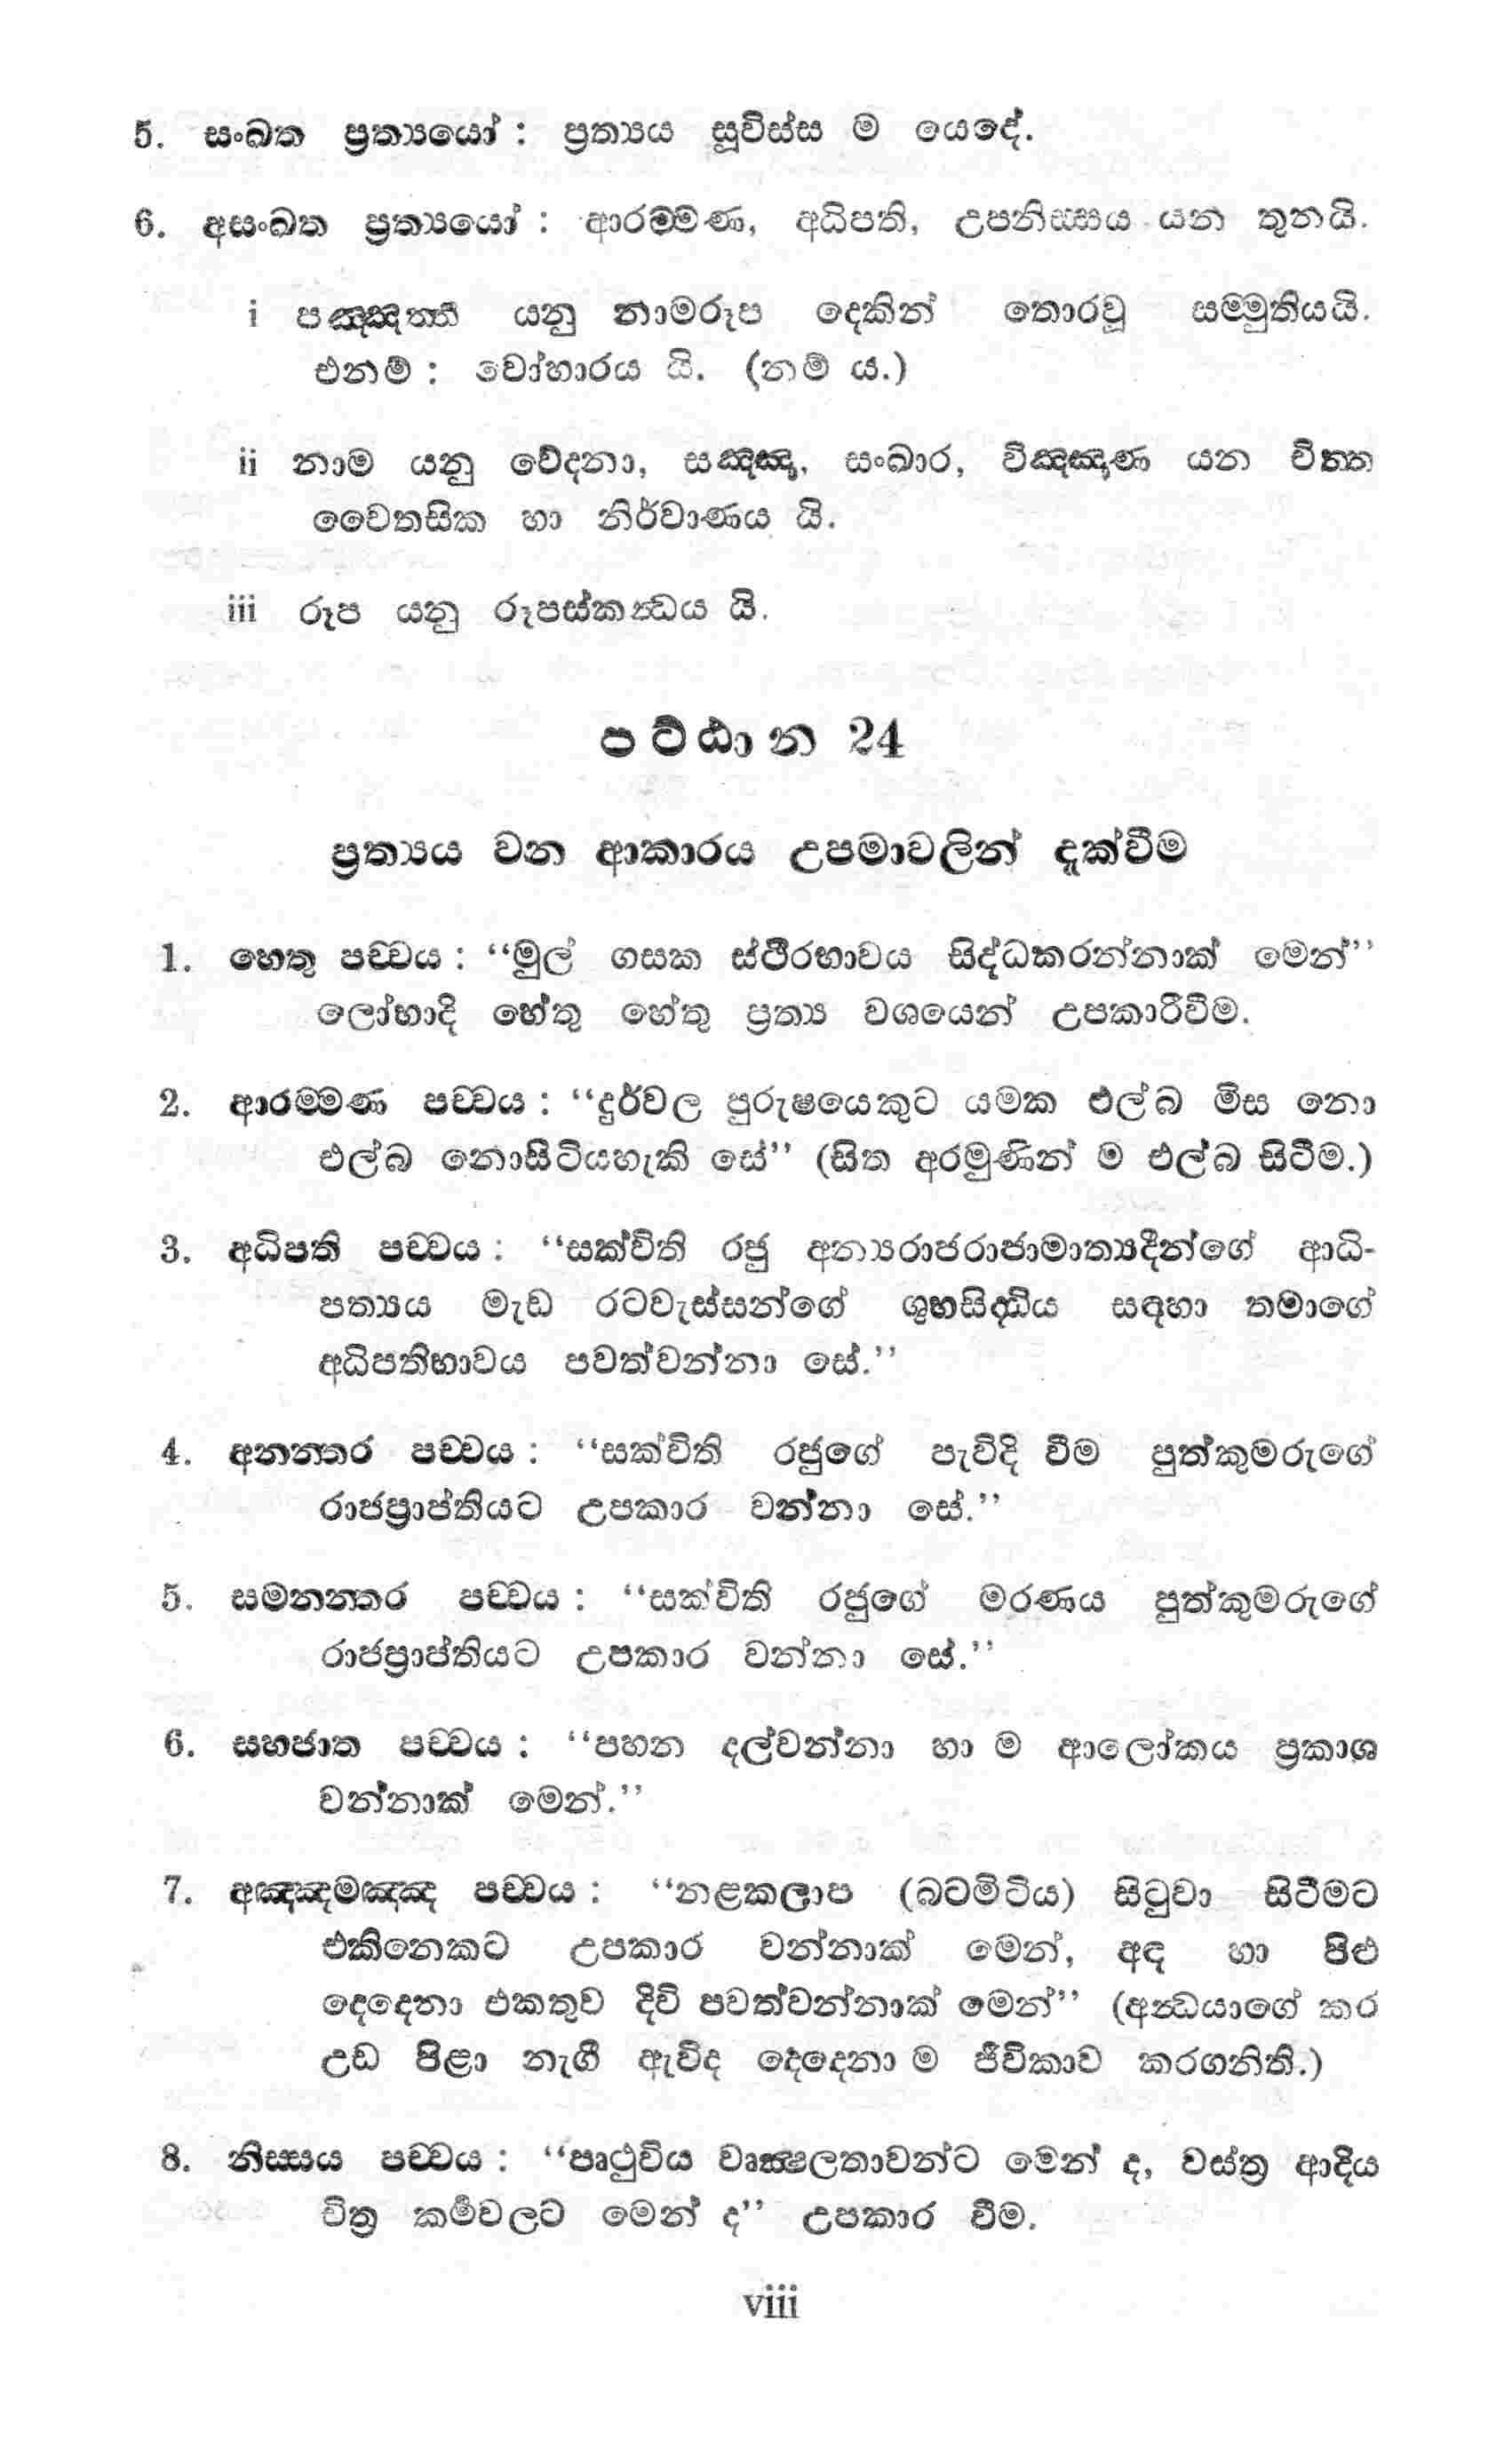 5. සංඛත ප්‍රත්‍යයෝ : ප්‍රත්‍යය සූවිස්ස ම යෙදේ.
6. අසංඛත ප්‍රත්‍යයෝ : ආරම්මණ, අධිපති, උපනිස්සය යන තුනයි.
i පඤ්ඤත්ති යනු නාමරූප දෙකින් තොරවූ සම්මුතියයි.
එනම් : වෝහාරය යි. (නම් ය.)
ii නාම යනු වේදනා, සඤ්ඤා, සංඛාර, විඤ්ඤාණ යන චිත්ත
චෛතසික හා නිර්වාණය යි.
iii රූප යනු රූපස්කන්‍ධය යි.
පට්ඨාන 24
ප්‍රත්‍යය වන ආකාරය උපමාවලින් දැක්වීම
1. හෙතු පච්චය : “මුල් ගසක ස්ථීරභාවය සිද්ධකරන්නාක් මෙන්”
ලෝභාදි හේතු හේතු ප්‍රත්‍ය වශයෙන් උපකාරීවීම.
2. ආරම්මණ පච්චය : “දුර්වල පුරුෂයෙකුට යමක එල්බ මිස නො
එල්බ නොසිටියහැකි සේ” (සිත අරමුණින් ම එල්බ සිටීම.)
3. අධිපති පච්චය : “සක්විති රජු අන්‍යරාජරාජාමාත්‍යදීන්ගේ ආධි-
පත්‍යය මැඩ රටවැස්සන්ගේ ශුභසිද්ධිය සඳහා තමාගේ
අධිපතිභාවය පවත්වන්නා සේ.”
4. අනන්තර පච්චය : “සක්විති රජුගේ පැවිදි වීම පුත්කුමරුගේ
රාජප්‍රාප්තියට උපකාර වන්නා සේ.”
5. සමනන්තර පච්චය : “සක්විති රජුගේ මරණය පුත්කුමරුගේ
රාජප්‍රාප්තියට උපකාර වන්නා සේ.”
6. සහජාත පච්චය : “පහන දල්වන්නා හා ම ආලෝකය ප්‍රකාශ
වන්නාක් මෙන්.”
7. අඤ්ඤමඤ්ඤ පච්චය : “නළකලාප (බටමිටිය) සිටුවා සිටීමට
එකිනෙකට උපකාර වන්නාක් මෙන්, අඳ හා පිළු
දෙදෙනා එකතුව දිවි පවත්වන්නාක් මෙන්” (අන්‍ධයාගේ කර
උඩ පිළා නැගී ඇවිද දෙදෙනා ම ජීවිකාව කරගනිති.)
8. නිස්සය පච්චය : “පෘථුවිය වෘක්‍ෂලතාවන්ට මෙන් ද, වස්ත්‍ර ආදිය
චිත්‍ර කර්‍මවලට මෙන් ද” උපකාර වීම.
viii